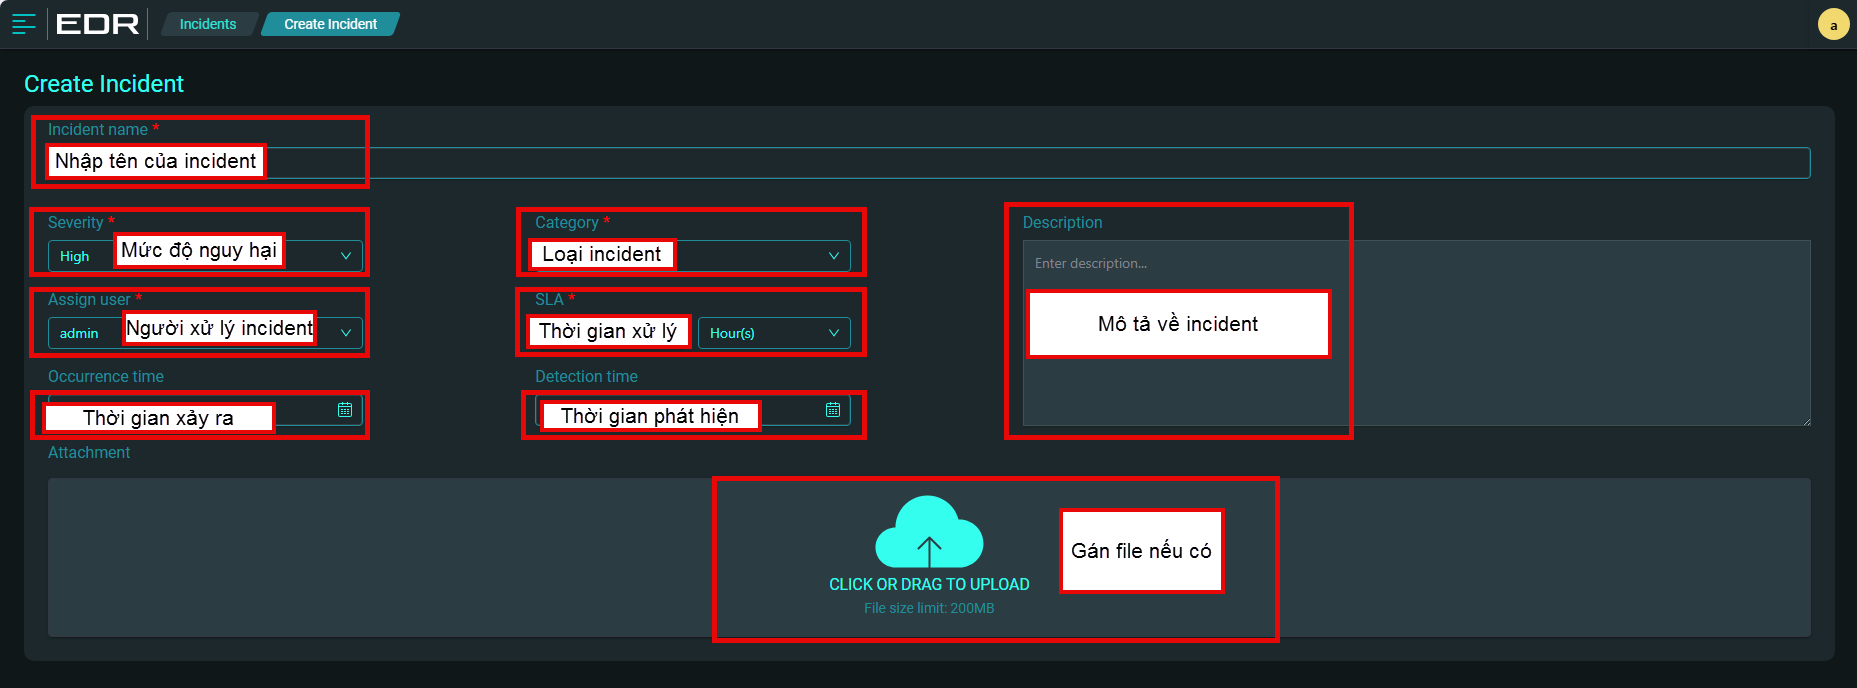 EDR
Incidents
Create Incident
a
Create Incident
Incident name *
Nhập tên của incident
Severity *
High
Mức độ nguy hại
Category *
Loại incident
Description
Enter description...
Mô tả về incident
Assign user *
admin
Người xử lý incident
SLA *
Thời gian xử lý
Hour(s)
Occurrence time
Thời gian xảy ra
Detection time
Thời gian phát hiện
Attachment
CLICK OR DRAG TO UPLOAD
File size limit: 200MB
Gán file nếu có